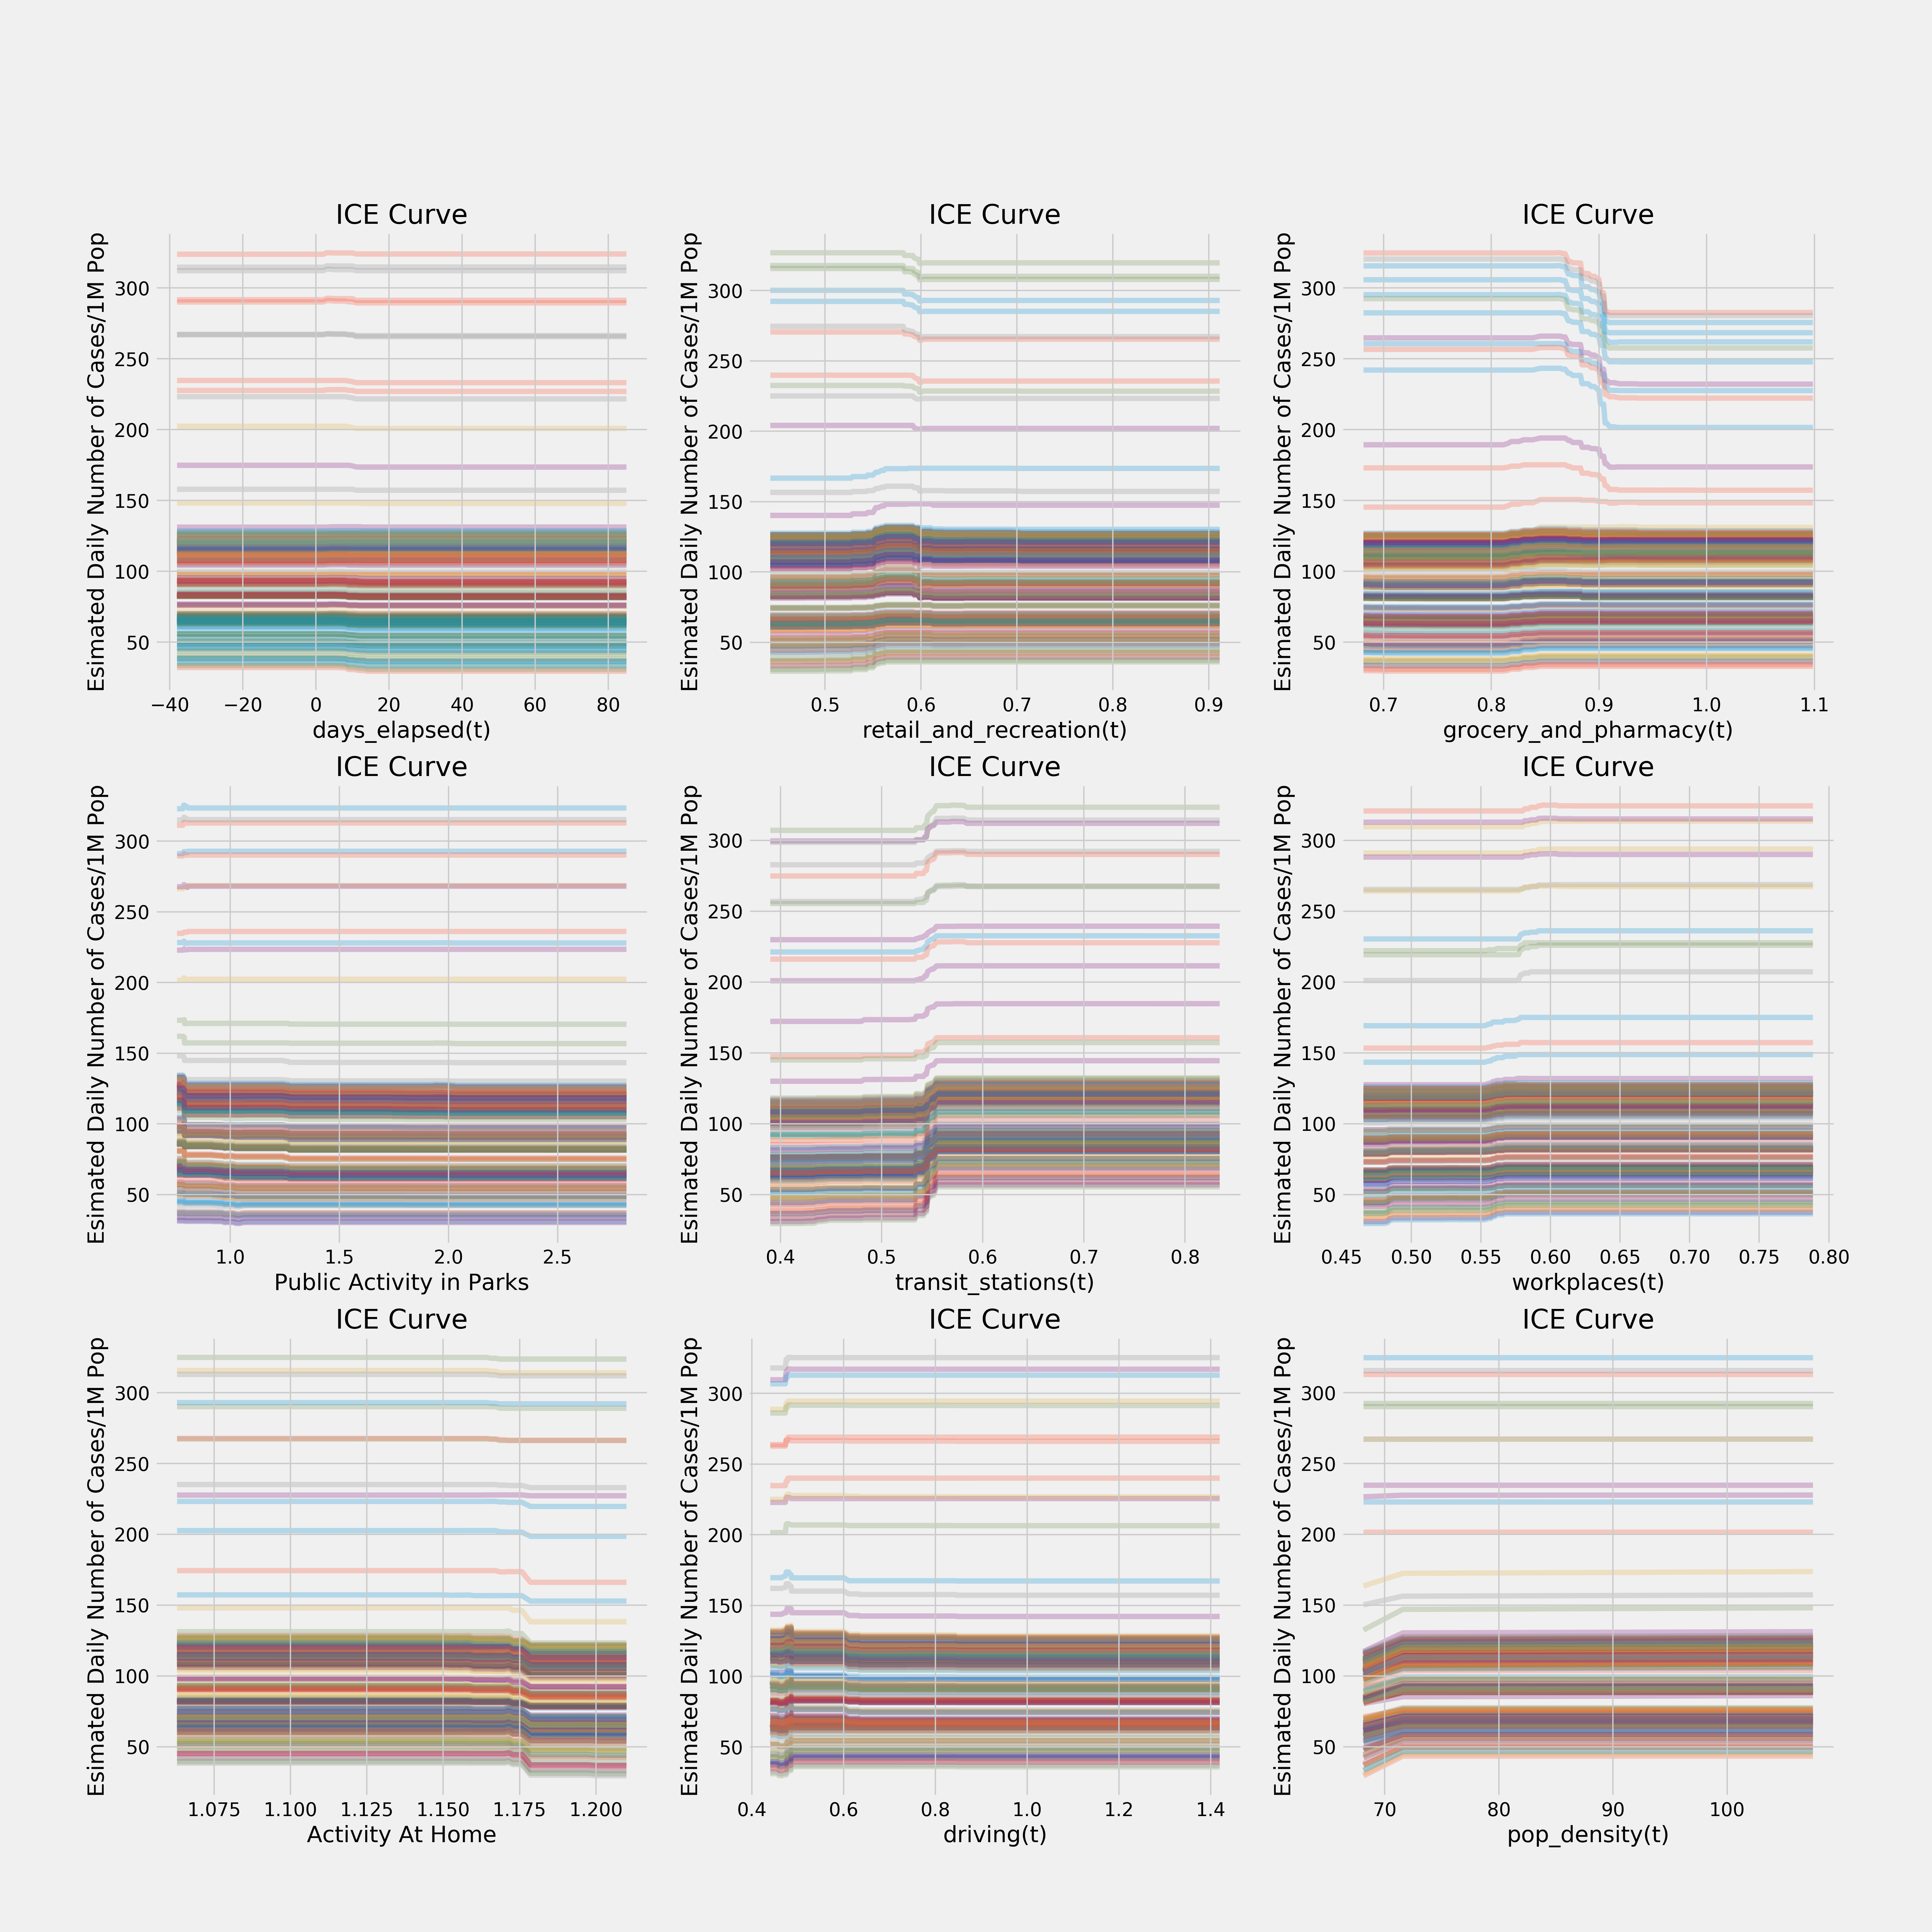 ICE Curve
Esimated Daily Number of Cases/1M Pop
300
250
200
150
100
50
−40 −20 0 20 40 60 80
days_elapsed(t)
ICE Curve
Esimated Daily Number of Cases/1M Pop
300
250
200
150
100
50
0.5 0.6 0.7 0.8 0.9
retail_and_recreation(t)
ICE Curve
Esimated Daily Number of Cases/1M Pop
300
250
200
150
100
50
0.7 0.8 0.9 1.0 1.1
grocery_and_pharmacy(t)
ICE Curve
Esimated Daily Number of Cases/1M Pop
300
250
200
150
100
50
1.0 1.5 2.0 2.5
Public Activity in Parks
ICE Curve
Esimated Daily Number of Cases/1M Pop
300
250
200
150
100
50
0.4 0.5 0.6 0.7 0.8
transit_stations(t)
ICE Curve
Esimated Daily Number of Cases/1M Pop
300
250
200
150
100
50
0.45 0.50 0.55 0.60 0.65 0.70 0.75 0.80
workplaces(t)
ICE Curve
Esimated Daily Number of Cases/1M Pop
300
250
200
150
100
50
1.075 1.100 1.125 1.150 1.175 1.200
Activity At Home
ICE Curve
Esimated Daily Number of Cases/1M Pop
300
250
200
150
100
50
0.4 0.6 0.8 1.0 1.2 1.4
driving(t)
ICE Curve
Esimated Daily Number of Cases/1M Pop
300
250
200
150
100
50
70 80 90 100
pop_density(t)